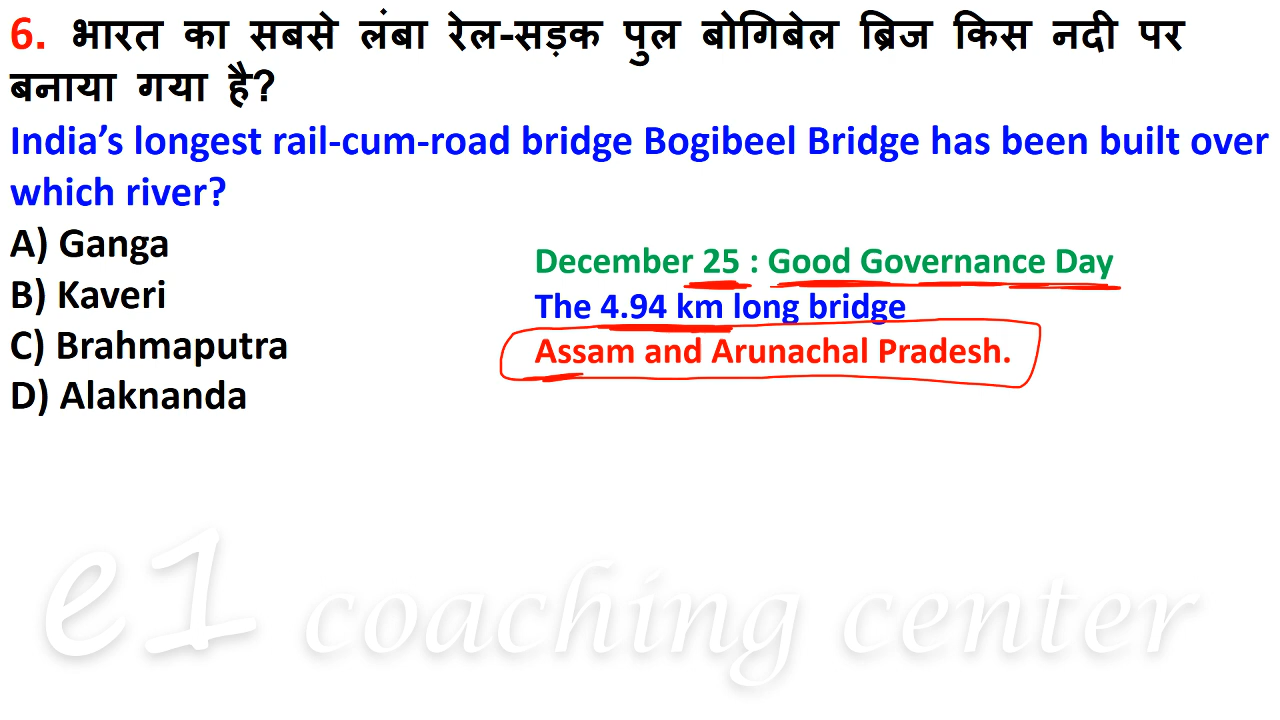 6. भारत का सबसे लंबा रेल-सड़क पुल बोगिबेल ब्रिज किस नदी पर
बनाया गया है?
India’s longest rail-cum-road bridge Bogibeel Bridge has been built over
which river?
A) Ganga
B) Kaveri
C) Brahmaputra
D) Alaknanda
December 25 : Good Governance Day
The 4.94 km long bridge
Assam and Arunachal Pradesh.
e1 coaching center